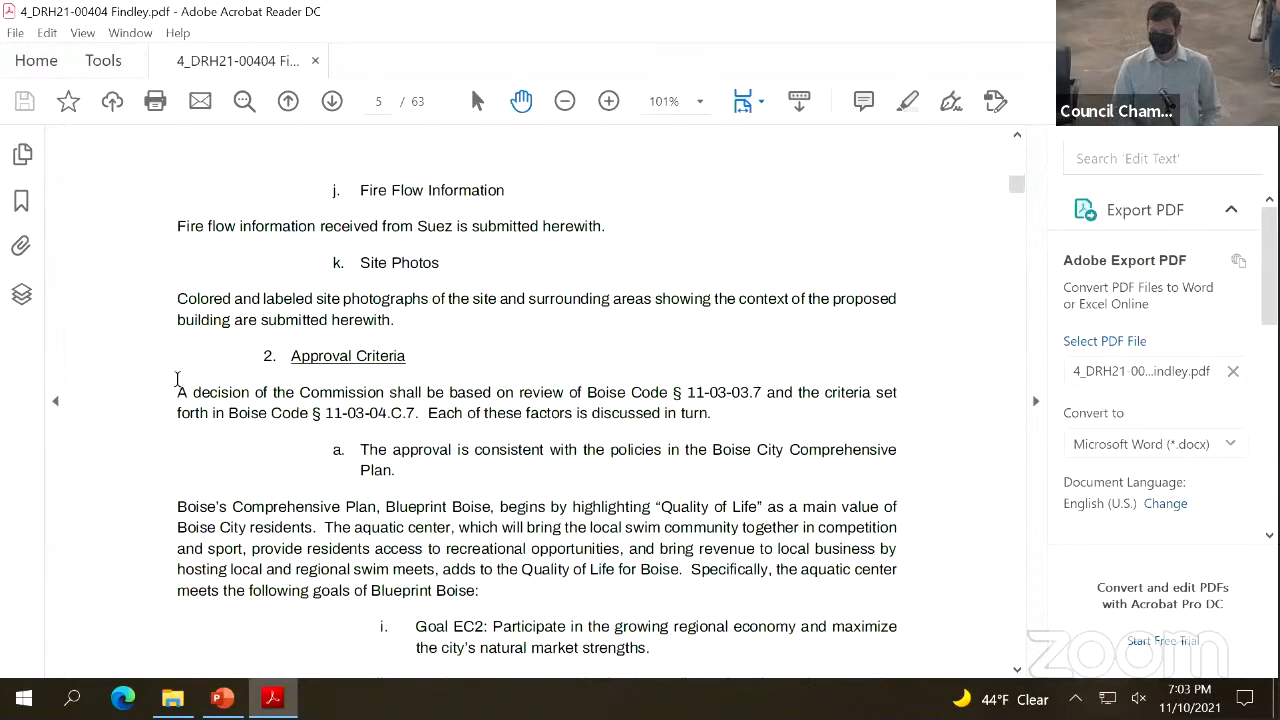 4_DRH21-00404 Findley.pdf - Adobe Acrobat Reader DC
File Edit View Window Help
Home Tools 4_DRH21-00404 Fi... ×
5 / 63 101%
Council Cham...
j. Fire Flow Information
Fire flow information received from Suez is submitted herewith.
k. Site Photos
Colored and labeled site photographs of the site and surrounding areas showing the context of the proposed
building are submitted herewith.
2. Approval Criteria
A decision of the Commission shall be based on review of Boise Code § 11-03-03.7 and the criteria set
forth in Boise Code § 11-03-04.C.7. Each of these factors is discussed in turn.
a. The approval is consistent with the policies in the Boise City Comprehensive
Plan.
Boise's Comprehensive Plan, Blueprint Boise, begins by highlighting “Quality of Life” as a main value of
Boise City residents. The aquatic center, which will bring the local swim community together in competition
and sport, provide residents access to recreational opportunities, and bring revenue to local business by
hosting local and regional swim meets, adds to the Quality of Life for Boise. Specifically, the aquatic center
meets the following goals of Blueprint Boise:
i. Goal EC2: Participate in the growing regional economy and maximize
the city's natural market strengths.
Search 'Edit Text'
Export PDF
Adobe Export PDF
Convert PDF Files to Word
or Excel Online
Select PDF File
4_DRH21-00...indley.pdf
Convert to
Microsoft Word (*.docx)
Document Language:
English (U.S.) Change
Convert and edit PDFs
with Acrobat Pro DC
Start Free Trial
zoom
44°F Clear
7:03 PM
11/10/2021